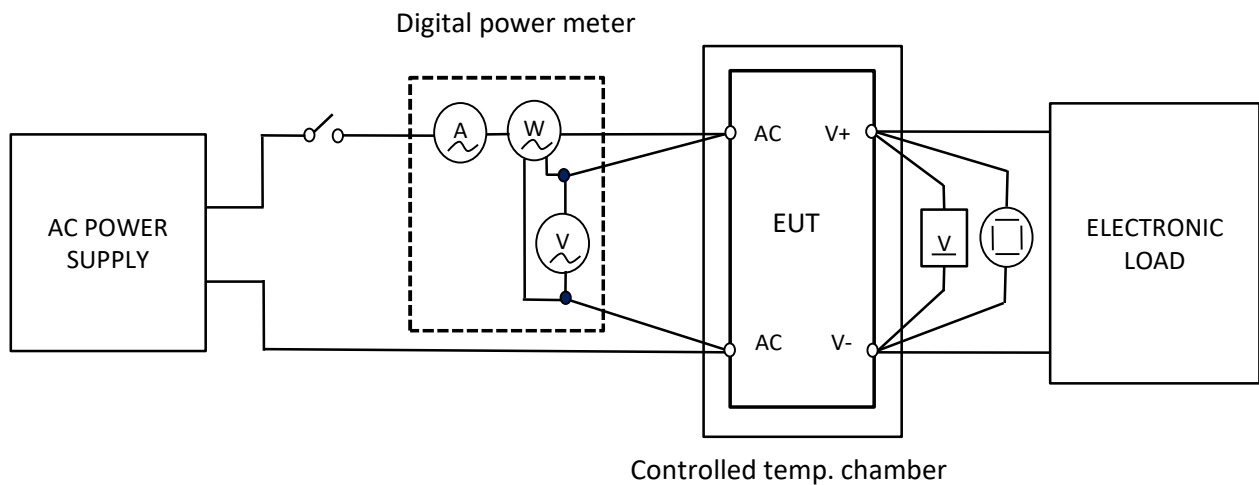 Digital power meter
AC POWER
SUPPLY
A
W
V
AC
V+
EUT
AC
V-
V
ELECTRONIC
LOAD
Controlled temp. chamber